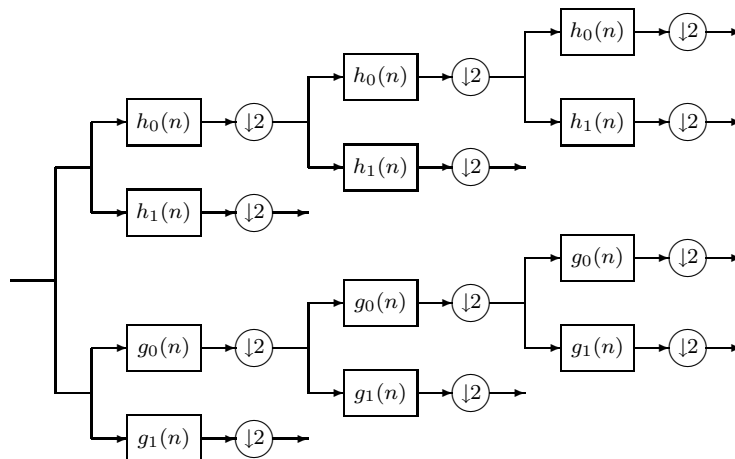 h₀(n) ↓2
h₀(n) ↓2
h₀(n) ↓2 h₁(n) ↓2
h₁(n) ↓2
h₁(n) ↓2
g₀(n) ↓2
g₀(n) ↓2
g₀(n) ↓2 g₁(n) ↓2
g₁(n) ↓2
g₁(n) ↓2